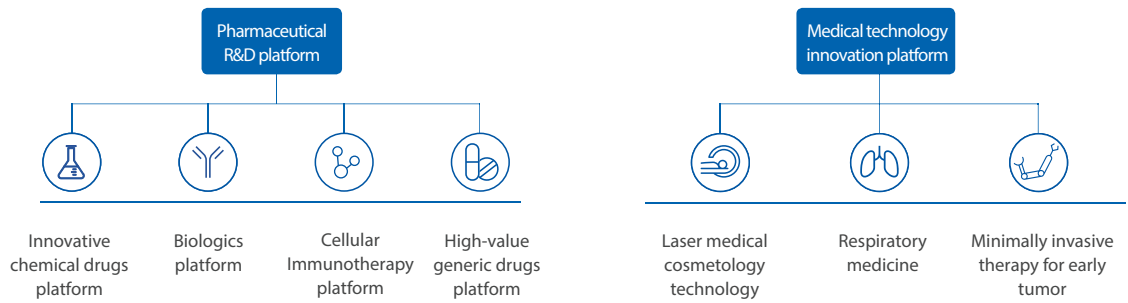 Pharmaceutical
R&D platform
Medical technology
innovation platform
Innovative
chemical drugs
platform
Biologics
platform
Cellular
Immunotherapy
platform
High-value
generic drugs
platform
Laser medical
cosmetology
technology
Respiratory
medicine
Minimally invasive
therapy for early
tumor